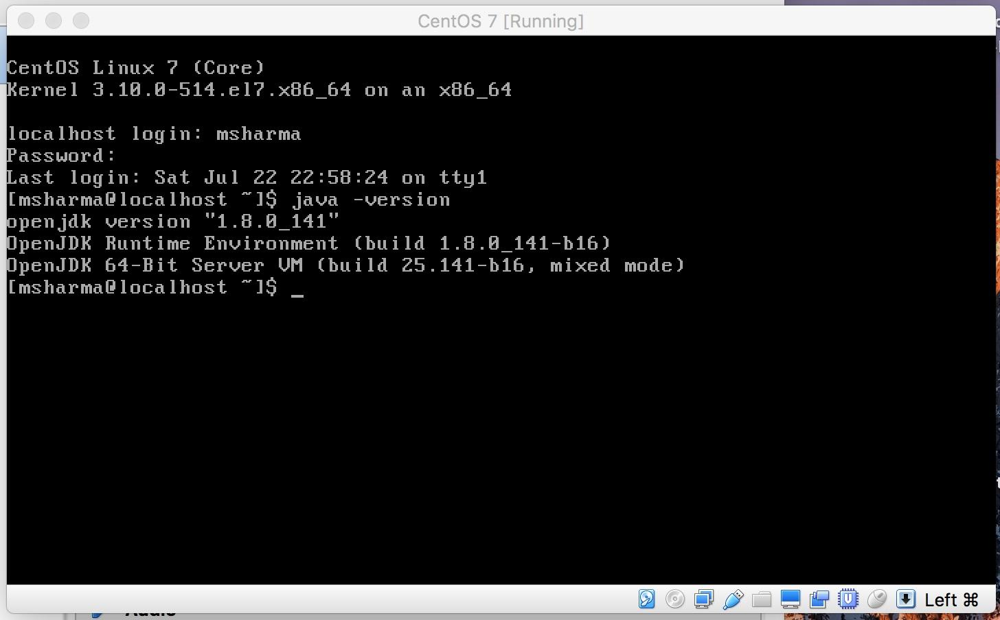 CentOS 7 [Running]
CentOS Linux 7 (Core)
Kernel 3.10.0-514.el7.x86_64 on an x86_64
localhost login: msharma
Password:
Last login: Sat Jul 22 22:58:24 on tty1
[msharma@localhost ~]$ java -version
openjdk version "1.8.0_141"
OpenJDK Runtime Environment (build 1.8.0_141-b16)
OpenJDK 64-Bit Server VM (build 25.141-b16, mixed mode)
[msharma@localhost ~]$ _
Left ⌘
Audio